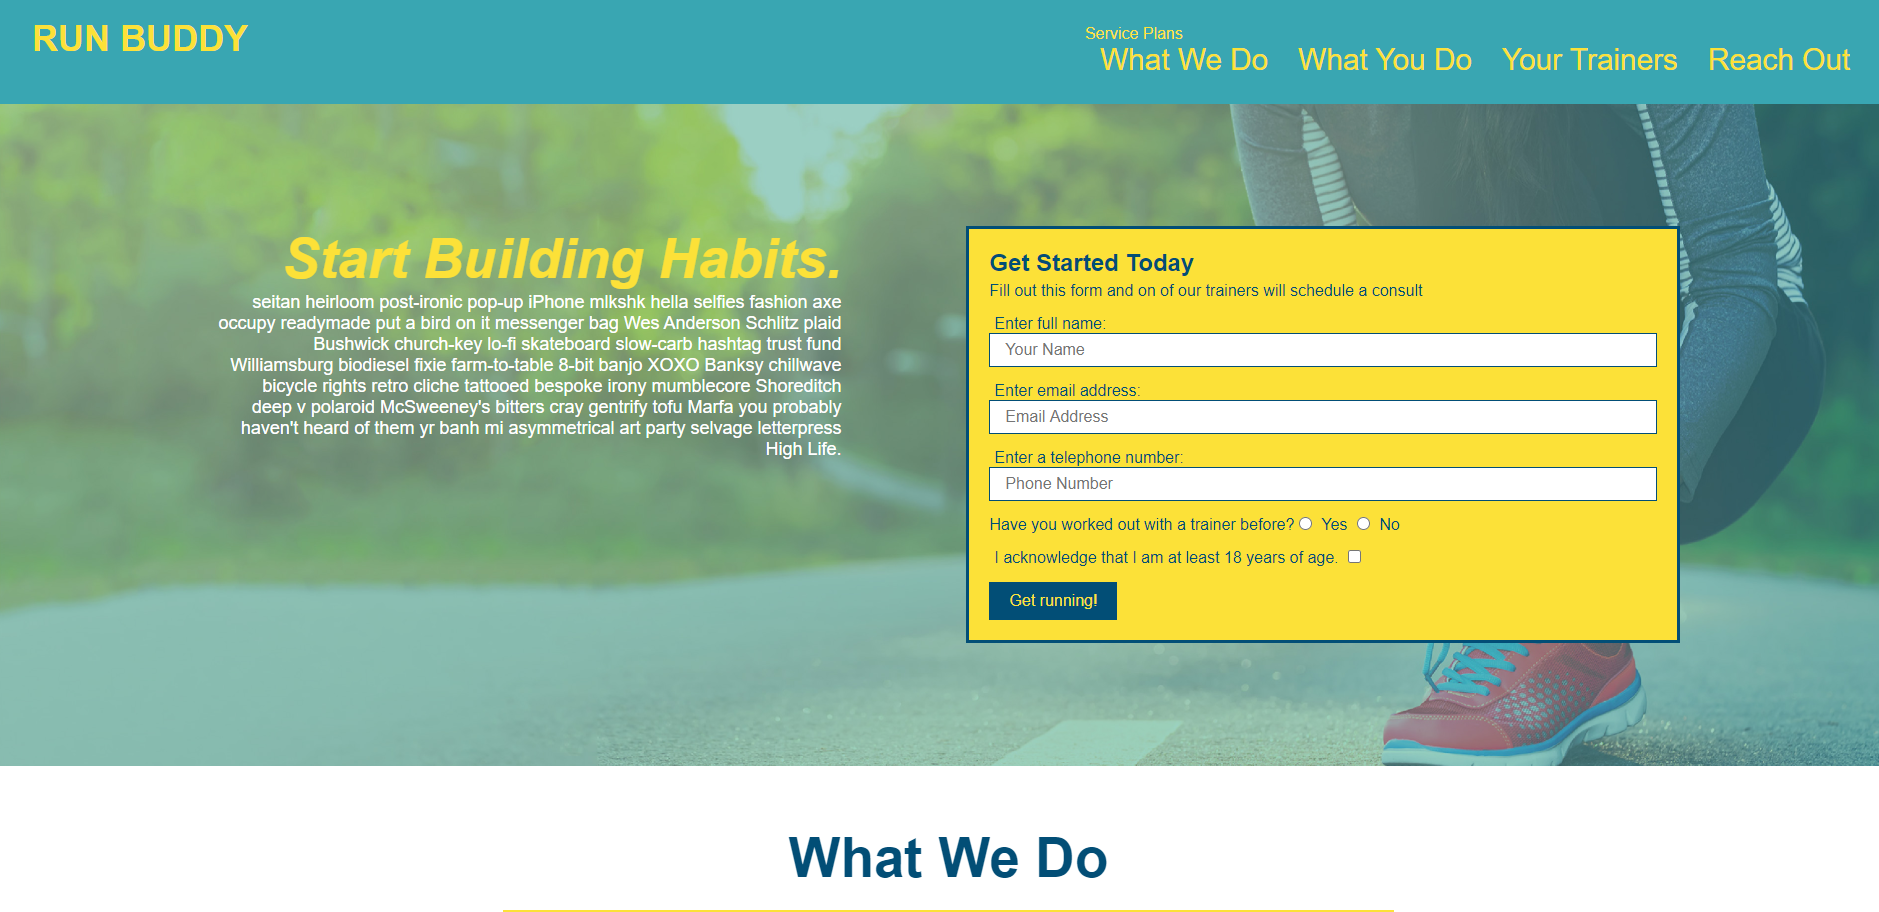 RUN BUDDY
Service Plans
What We Do What You Do Your Trainers Reach Out
Start Building Habits.
seitan heirloom post-ironic pop-up iPhone mlkshk hella selfies fashion axe
occupy readymade put a bird on it messenger bag Wes Anderson Schlitz plaid
Bushwick church-key lo-fi skateboard slow-carb hashtag trust fund
Williamsburg biodiesel fixie farm-to-table 8-bit banjo XOXO Banksy chillwave
bicycle rights retro cliche tattooed bespoke irony mumblecore Shoreditch
deep v polaroid McSweeney's bitters cray gentrify tofu Marfa you probably
haven't heard of them yr banh mi asymmetrical art party selvage letterpress
High Life.
Get Started Today
Fill out this form and on of our trainers will schedule a consult
Enter full name:
Your Name
Enter email address:
Email Address
Enter a telephone number:
Phone Number
Have you worked out with a trainer before? Yes No
I acknowledge that I am at least 18 years of age.
Get running!
What We Do